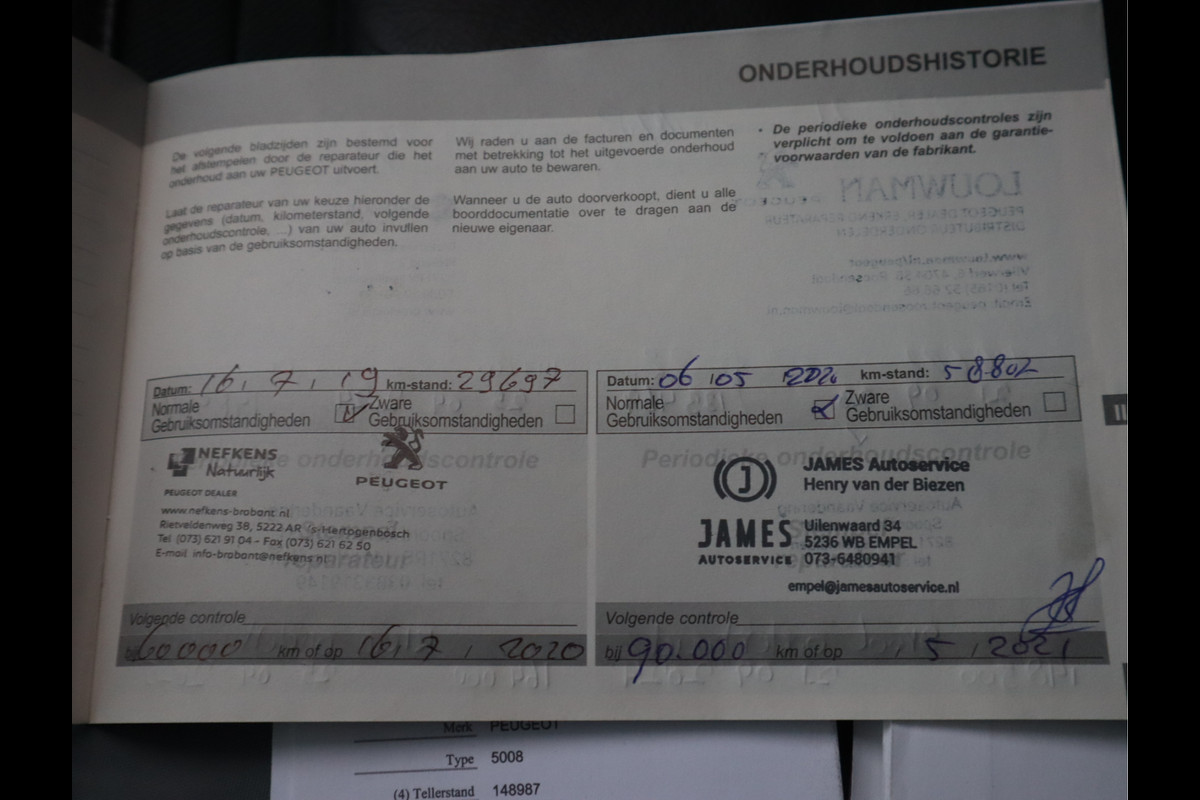 ONDERHOUDSHISTORIE
De volgende bladzijden zijn bestemd voor
het afstempelen door de reparateur die het
onderhoud aan uw PEUGEOT uitvoert.
Laat de reparateur van uw keuze hieronder de
gegevens (datum, kilometerstand, volgende
onderhoudscontrole, ...) van uw auto invullen
op basis van de gebruiksomstandigheden.
Wij raden u aan de facturen en documenten
met betrekking tot het uitgevoerde onderhoud
aan uw auto te bewaren.
Wanneer u de auto doorverkoopt, dient u alle
boorddocumentatie over te dragen aan de
nieuwe eigenaar.
• De periodieke onderhoudscontroles zijn
verplicht om te voldoen aan de garantie-
voorwaarden van de fabrikant.
Datum: 16, 7, 19 km-stand: 29697
Normale
Gebruiksomstandigheden
Zware
Gebruiksomstandigheden
NEFKENS
Natuurlijk
PEUGEOT DEALER
PEUGEOT
Periodieke onderhoudscontrole
www.nefkens-brabant.nl
Rietveldenweg 38, 5222 AR 's-Hertogenbosch
Tel (073) 621 91 04 - Fax (073) 621 62 50
E-mail info-brabant@nefkens.nl
reparateur
Volgende controle
bij 60000 km of op 16, 7, 2020
Datum: 06 / 05 2020 km-stand: 58802
Normale
Gebruiksomstandigheden
Zware
Gebruiksomstandigheden
Periodieke onderhoudscontrole
J
JAMES Autoservice
Henry van der Biezen
JAMES
AUTOSERVICE
Uilenwaard 34
5236 WB EMPEL
073-6480941
empel@jamesautoservice.nl
Volgende controle
bij 90.000 km of op , 5, 2021
II
Merk PEUGEOT
Type 5008
(4) Tellerstand 148987